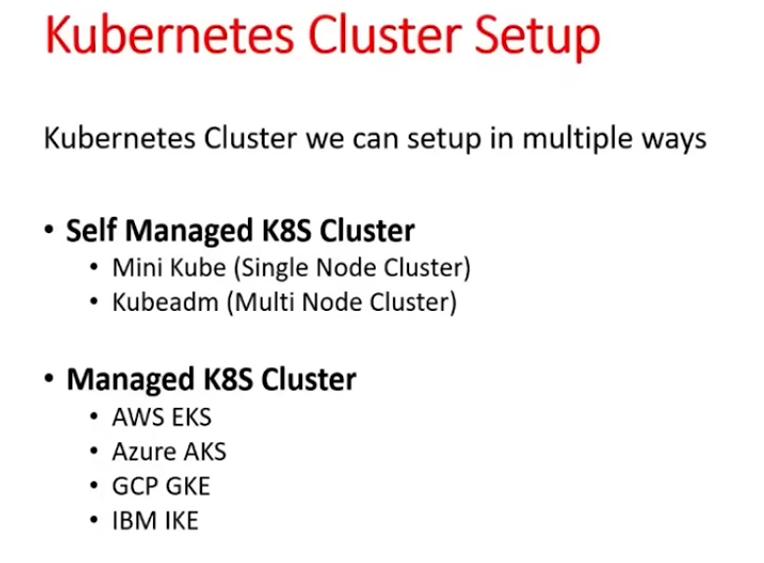 Kubernetes Cluster Setup
Kubernetes Cluster we can setup in multiple ways
• Self Managed K8S Cluster
• Mini Kube (Single Node Cluster)
• Kubeadm (Multi Node Cluster)
• Managed K8S Cluster
• AWS EKS
• Azure AKS
• GCP GKE
• IBM IKE